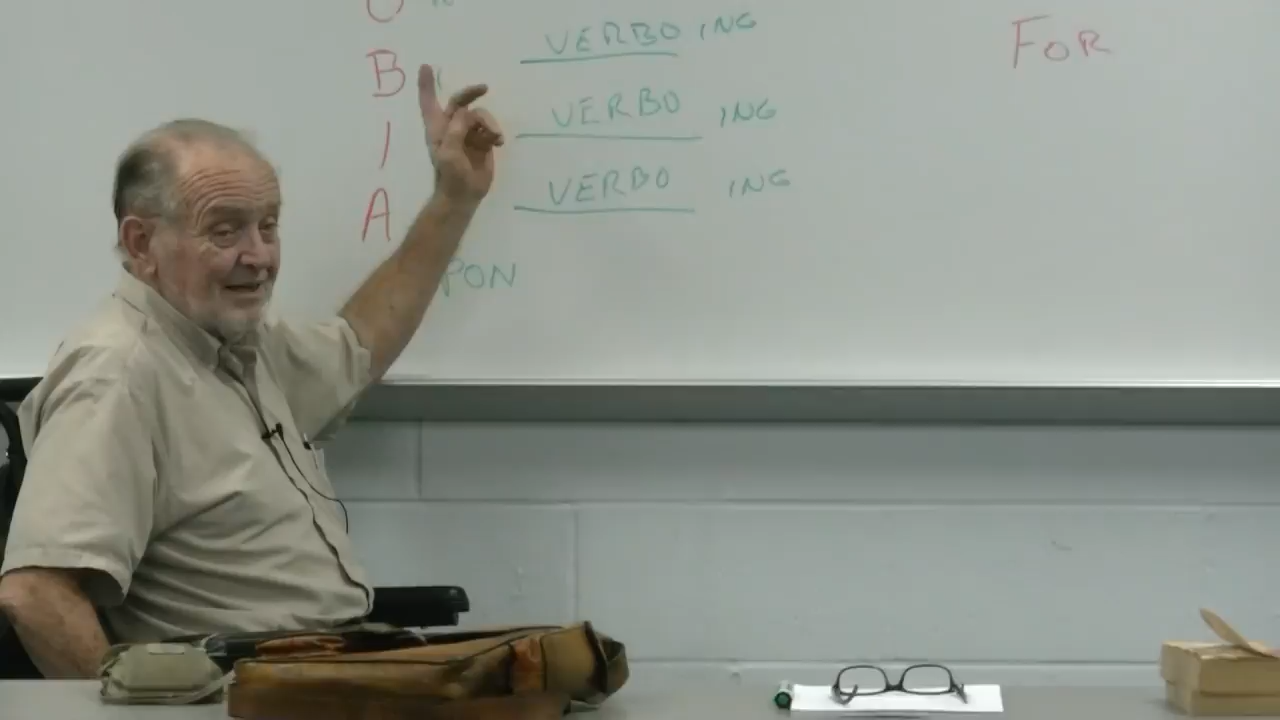 O
VERBO ING
FOR
B
VERBO ING
I
VERBO ING
A
PON